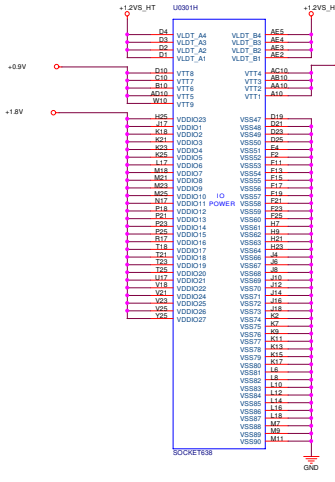 +1.2VS_HT U0301H +1.2VS_HT
D4 VLDT_A4 VLDT_B4 AE5
D3 VLDT_A3 VLDT_B3 AE4
D2 VLDT_A2 VLDT_B2 AE3
D1 VLDT_A1 VLDT_B1 AE2
+0.9V
D10 VTT8 VTT4 AC10
C10 VTT7 VTT3 AB10
B10 VTT6 VTT2 AA10
AD10 VTT5 VTT1 A10
W10 VTT9
+1.8V
H25 VDDIO23 VSS47 D19
J17 VDDIO1 VSS48 D21
K18 VDDIO2 VSS49 D23
K21 VDDIO3 VSS50 D25
K23 VDDIO4 VSS51 E4
K25 VDDIO5 VSS52 F2
L17 VDDIO6 VSS53 F11
M18 VDDIO7 VSS54 F13
M21 VDDIO8 VSS55 F15
M23 VDDIO9 VSS56 F17
M25 VDDIO10 IO VSS57 F19
N17 VDDIO11 POWER VSS58 F21
P18 VDDIO12 VSS59 F23
P21 VDDIO13 VSS60 F25
P23 VDDIO14 VSS61 H7
P25 VDDIO15 VSS62 H9
R17 VDDIO16 VSS63 H21
T18 VDDIO17 VSS64 H23
T21 VDDIO18 VSS66 J4
T23 VDDIO19 VSS67 J6
T25 VDDIO20 VSS68 J8
U17 VDDIO21 VSS69 J10
V18 VDDIO22 VSS70 J12
V21 VDDIO24 VSS71 J14
V23 VDDIO25 VSS72 J16
V25 VDDIO26 VSS73 J18
Y25 VDDIO27 VSS74 K2
VSS75 K7
VSS76 K9
VSS77 K11
VSS78 K13
VSS79 K15
VSS80 K17
VSS81 L6
VSS82 L8
VSS83 L10
VSS84 L12
VSS85 L14
VSS86 L16
VSS87 L18
VSS88 M7
VSS89 M9
VSS90 M11
SOCKET638
GND